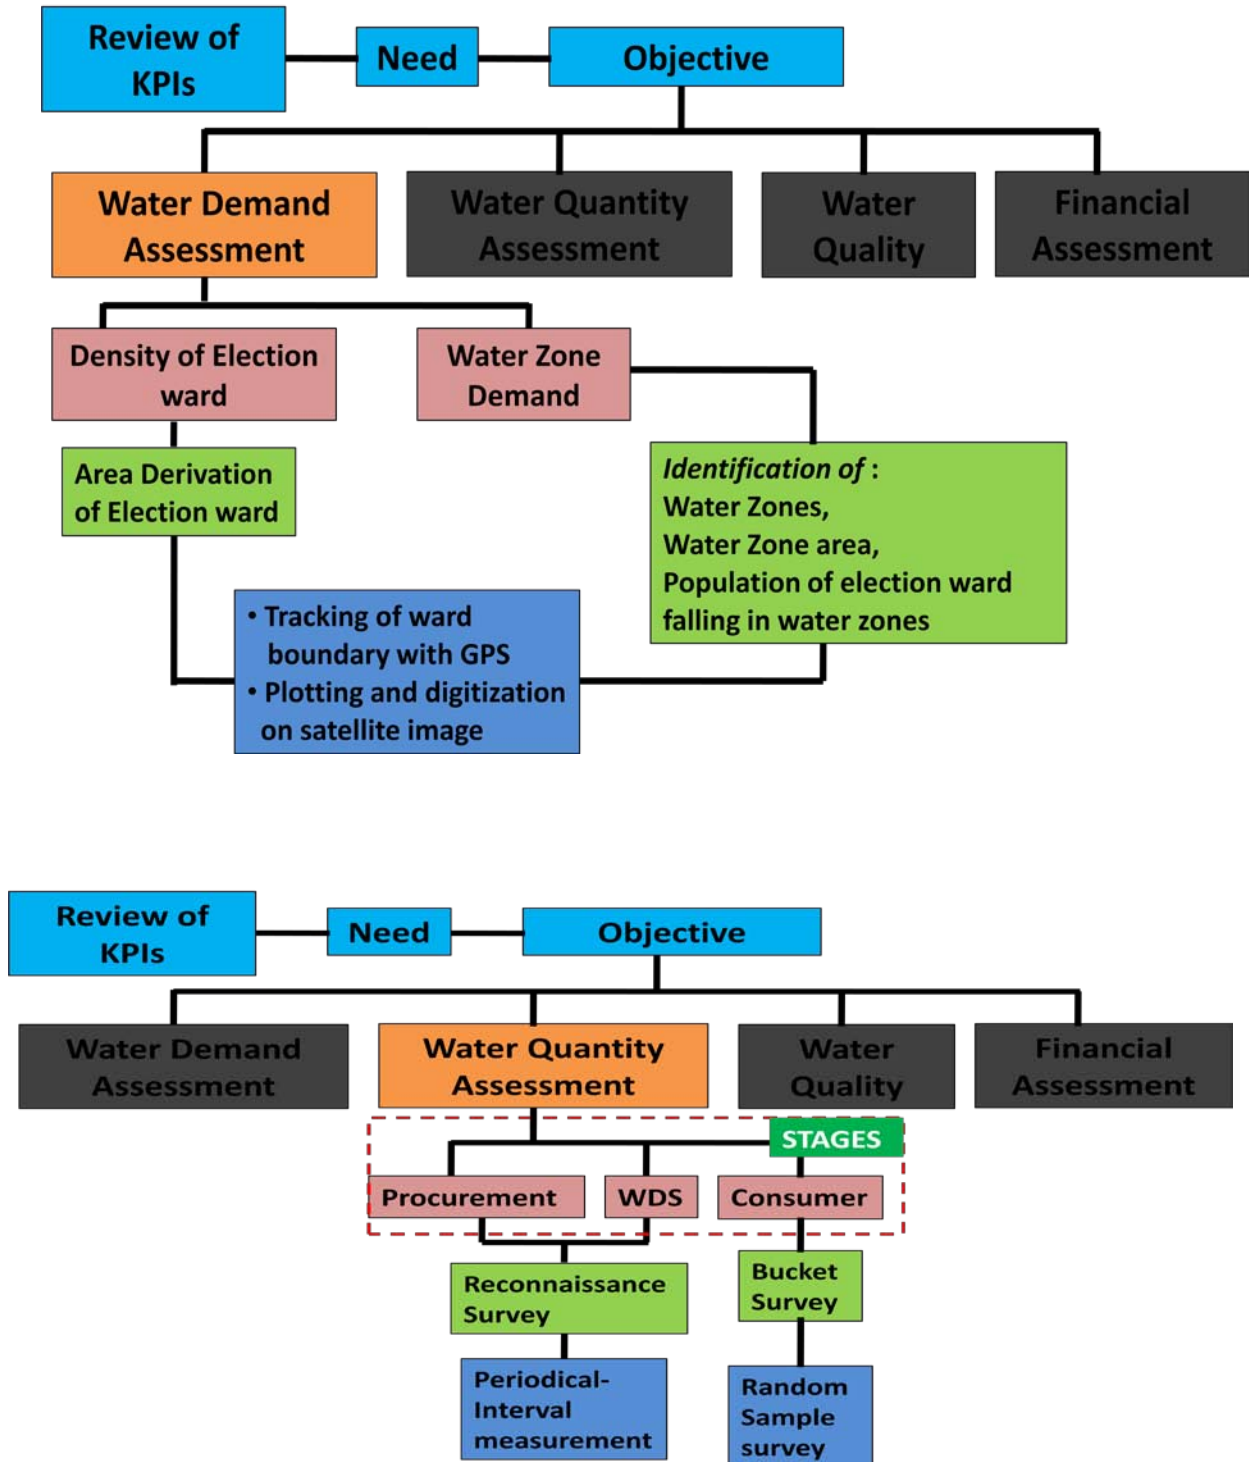 Review of
KPIs
Need
Objective
Water Demand
Assessment
Water Quantity
Assessment
Water
Quality
Financial
Assessment
Density of Election
ward
Water Zone
Demand
Area Derivation
of Election ward
Identification of :
Water Zones,
Water Zone area,
Population of election ward
falling in water zones
• Tracking of ward
boundary with GPS
• Plotting and digitization
on satellite image
Review of
KPIs
Need
Objective
Water Demand
Assessment
Water Quantity
Assessment
Water
Quality
Financial
Assessment
STAGES
Procurement
WDS
Consumer
Reconnaissance
Survey
Bucket
Survey
Periodical-
Interval
measurement
Random
Sample
survey